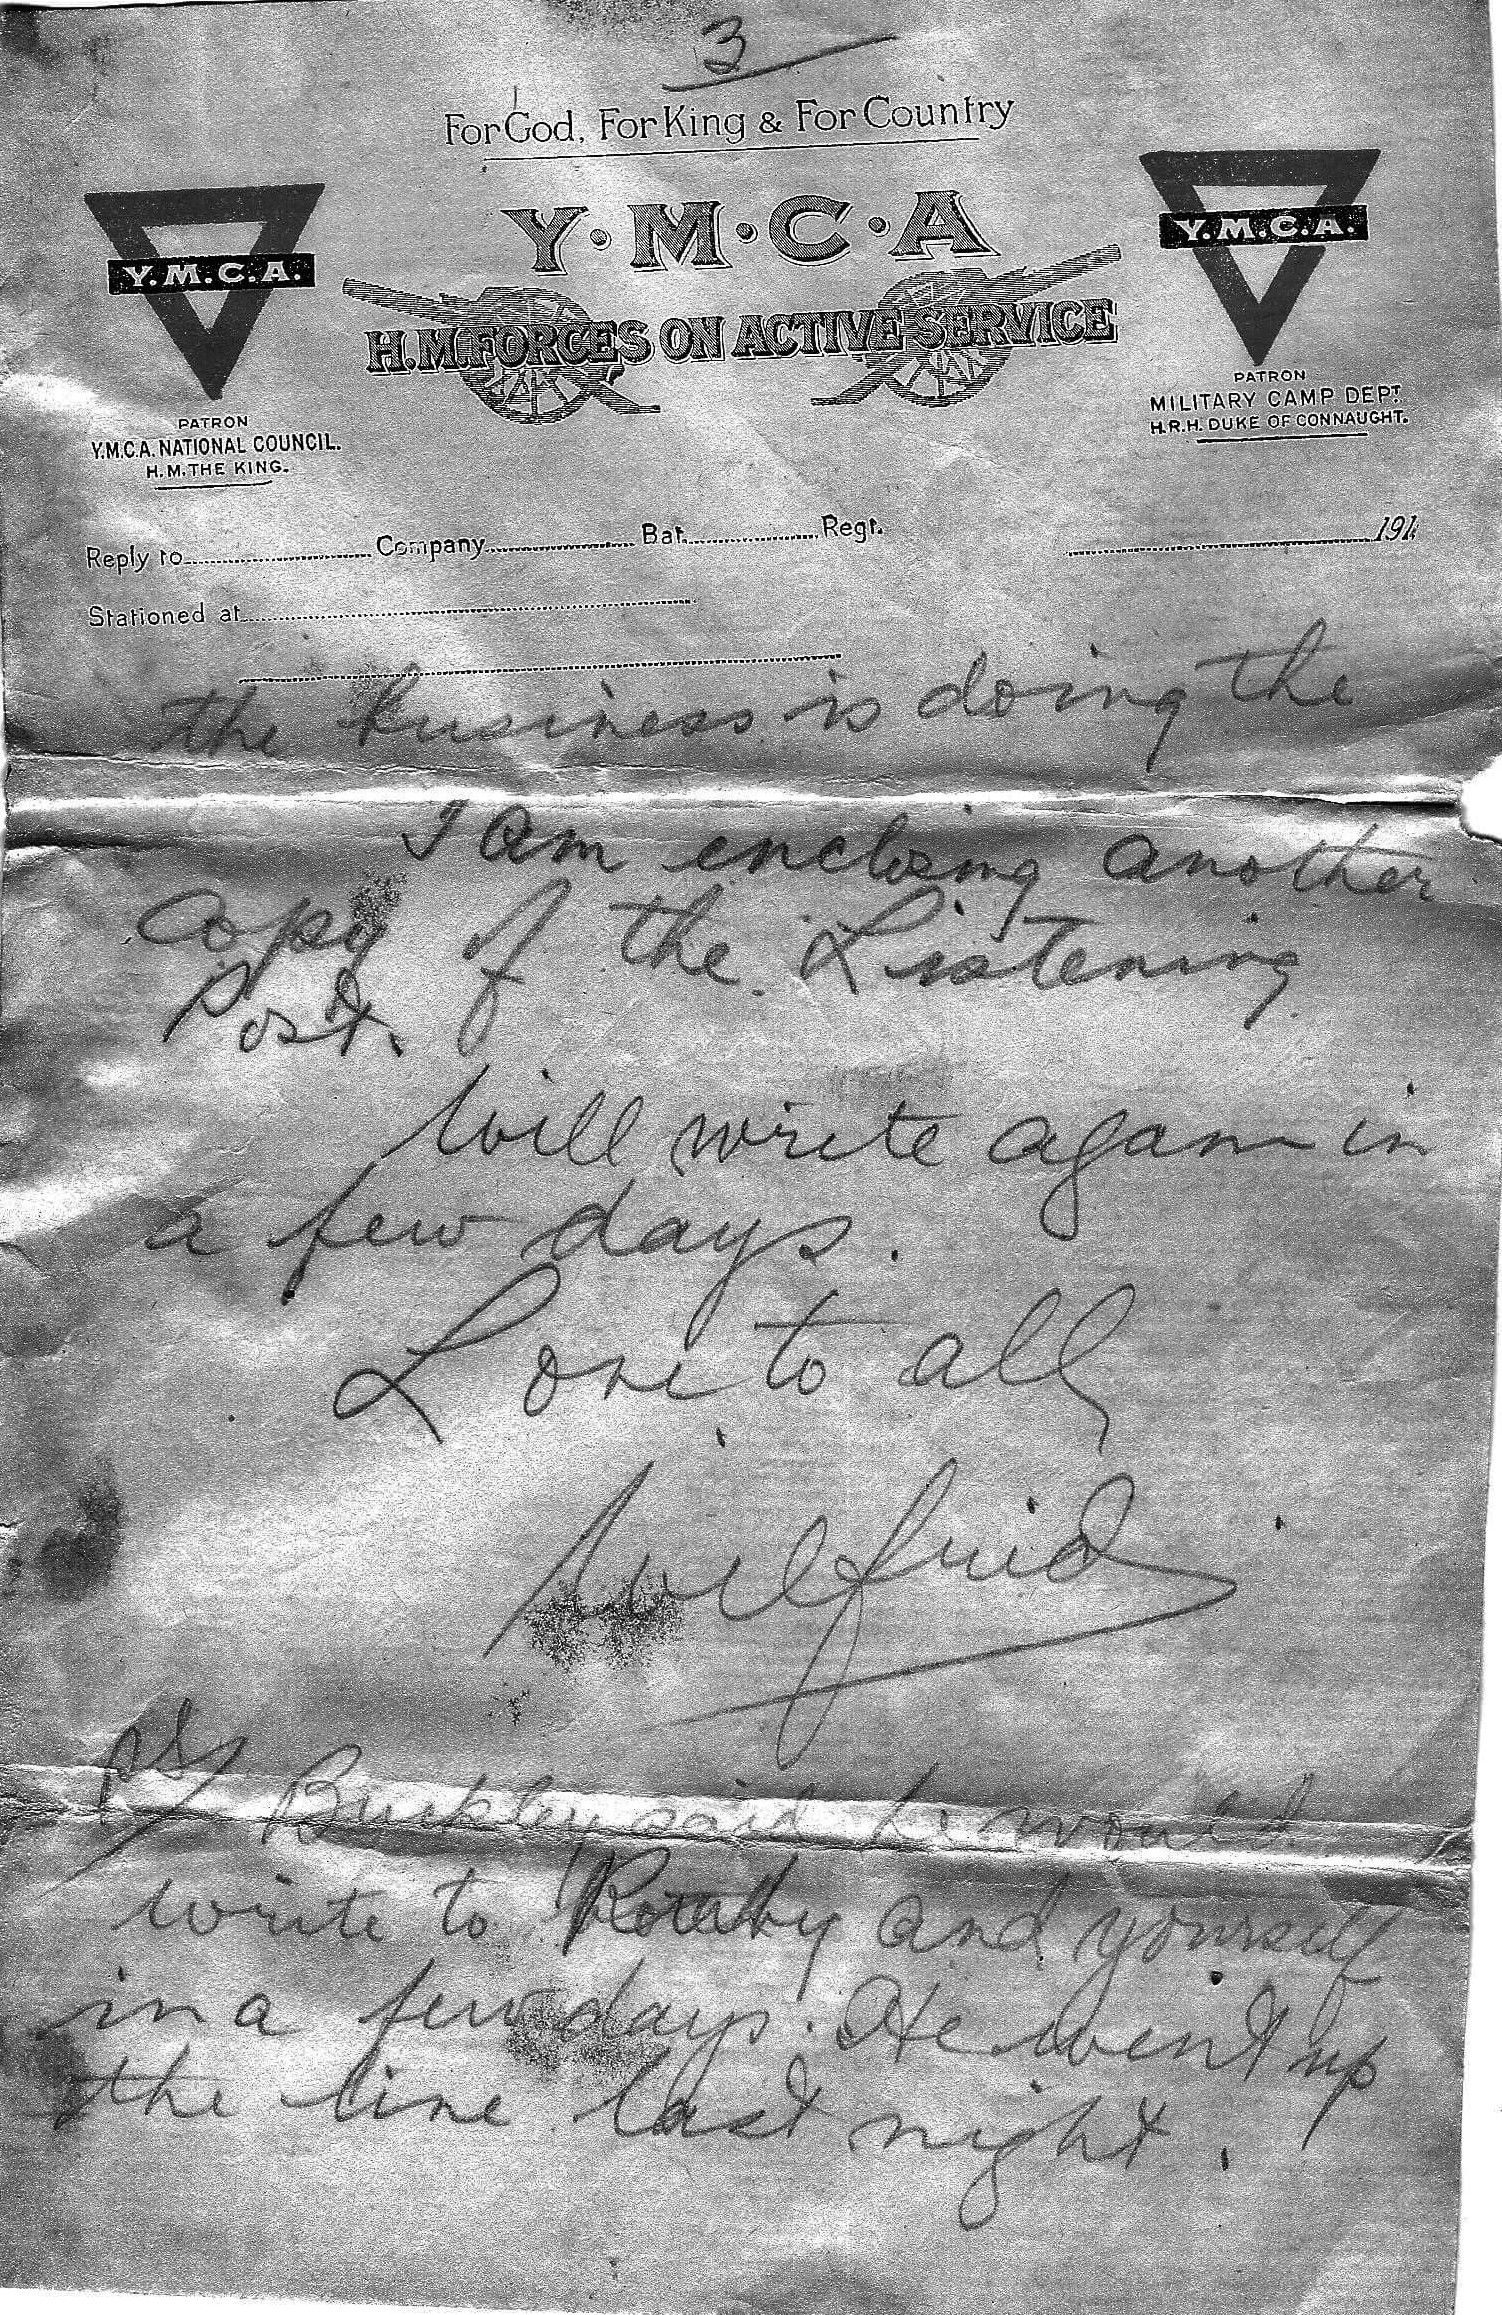 3
For God, For King & For Country
Y·M·C·A
Y.M.C.A.
Y.M.C.A.
H.M. FORCES ON ACTIVE SERVICE
PATRON
Y.M.C.A. NATIONAL COUNCIL.
H.M. THE KING.
PATRON
MILITARY CAMP DEPT.
H.R.H. DUKE OF CONNAUGHT.
Reply to Company Bat. Regt. 191
Stationed at
the business is doing the
I am enclosing another
copy of the Listening
Post.
Will write again in
a few days.
Love to all
Wilfrid
PS Buckley said he would
write to and yourself
in a few days. He went up
the line last night.